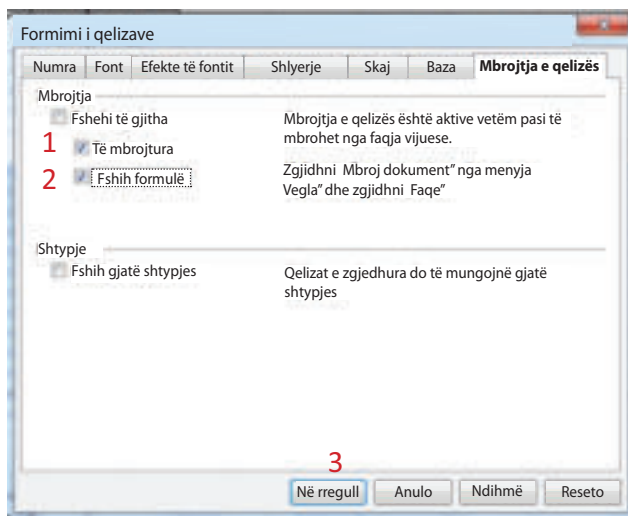 Formimi i qelizave
Numra Font Efekte të fontit Shlyerje Skaj Baza Mbrojtja e qelizës
Mbrojtja
Fshehi të gjitha
1 Të mbrojtura
2 Fshih formulë
Mbrojtja e qelizës është aktive vetëm pasi të
mbrohet nga faqja vijuese.
Zgjidhni Mbroj dokument” nga menyja
Vegla” dhe zgjidhni Faqe”
Shtypje
Fshih gjatë shtypjes
Qelizat e zgjedhura do të mungojnë gjatë
shtypjes
3
Në rregull Anulo Ndihmë Reseto